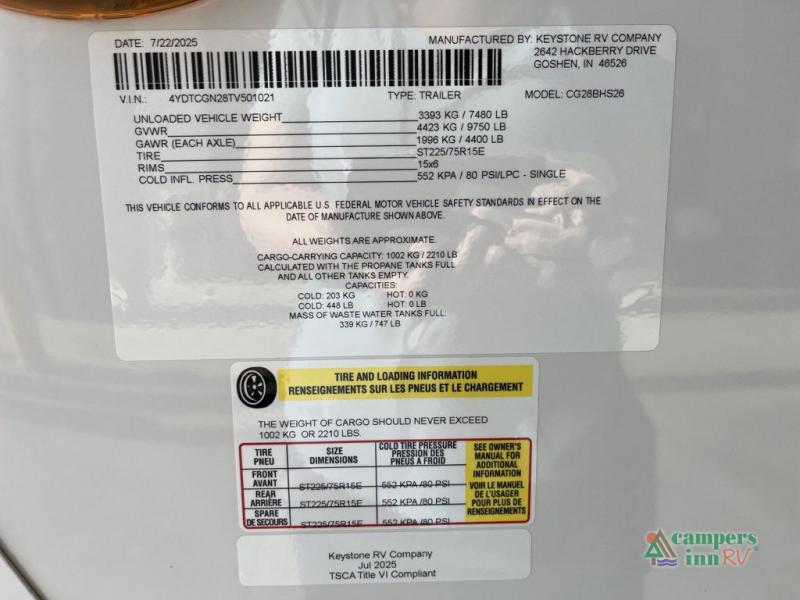 DATE: 7/22/2025
MANUFACTURED BY: KEYSTONE RV COMPANY
2642 HACKBERRY DRIVE
GOSHEN, IN 46526
V.I.N.: 4YDTCGN28TV501021 TYPE: TRAILER MODEL: CG28BHS26
UNLOADED VEHICLE WEIGHT 3393 KG / 7480 LB
GVWR 4423 KG / 9750 LB
GAWR (EACH AXLE) 1996 KG / 4400 LB
TIRE ST225/75R15E
RIMS 15x6
COLD INFL. PRESS 552 KPA / 80 PSI/LPC - SINGLE
THIS VEHICLE CONFORMS TO ALL APPLICABLE U.S. FEDERAL MOTOR VEHICLE SAFETY STANDARDS IN EFFECT ON THE
DATE OF MANUFACTURE SHOWN ABOVE.
ALL WEIGHTS ARE APPROXIMATE.
CARGO-CARRYING CAPACITY: 1002 KG / 2210 LB
CALCULATED WITH THE PROPANE TANKS FULL
AND ALL OTHER TANKS EMPTY.
CAPACITIES:
COLD: 203 KG HOT: 0 KG
COLD: 448 LB HOT: 0 LB
MASS OF WASTE WATER TANKS FULL:
339 KG / 747 LB
TIRE AND LOADING INFORMATION
RENSEIGNEMENTS SUR LES PNEUS ET LE CHARGEMENT
THE WEIGHT OF CARGO SHOULD NEVER EXCEED
1002 KG OR 2210 LBS.
TIRE
PNEU
SIZE
DIMENSIONS
COLD TIRE PRESSURE
PRESSION DES
PNEUS A FROID
SEE OWNER'S
MANUAL FOR
ADDITIONAL
INFORMATION
VOIR LE MANUEL
DE L'USAGER
POUR PLUS DE
RENSEIGNEMENTS
FRONT
AVANT
ST225/75R15E
552 KPA /80 PSI
REAR
ARRIÈRE
ST225/75R15E
552 KPA /80 PSI
SPARE
DE SECOURS
ST225/75R15E
552 KPA /80 PSI
Keystone RV Company
Jul 2025
TSCA Title VI Compliant
campers
inn RV